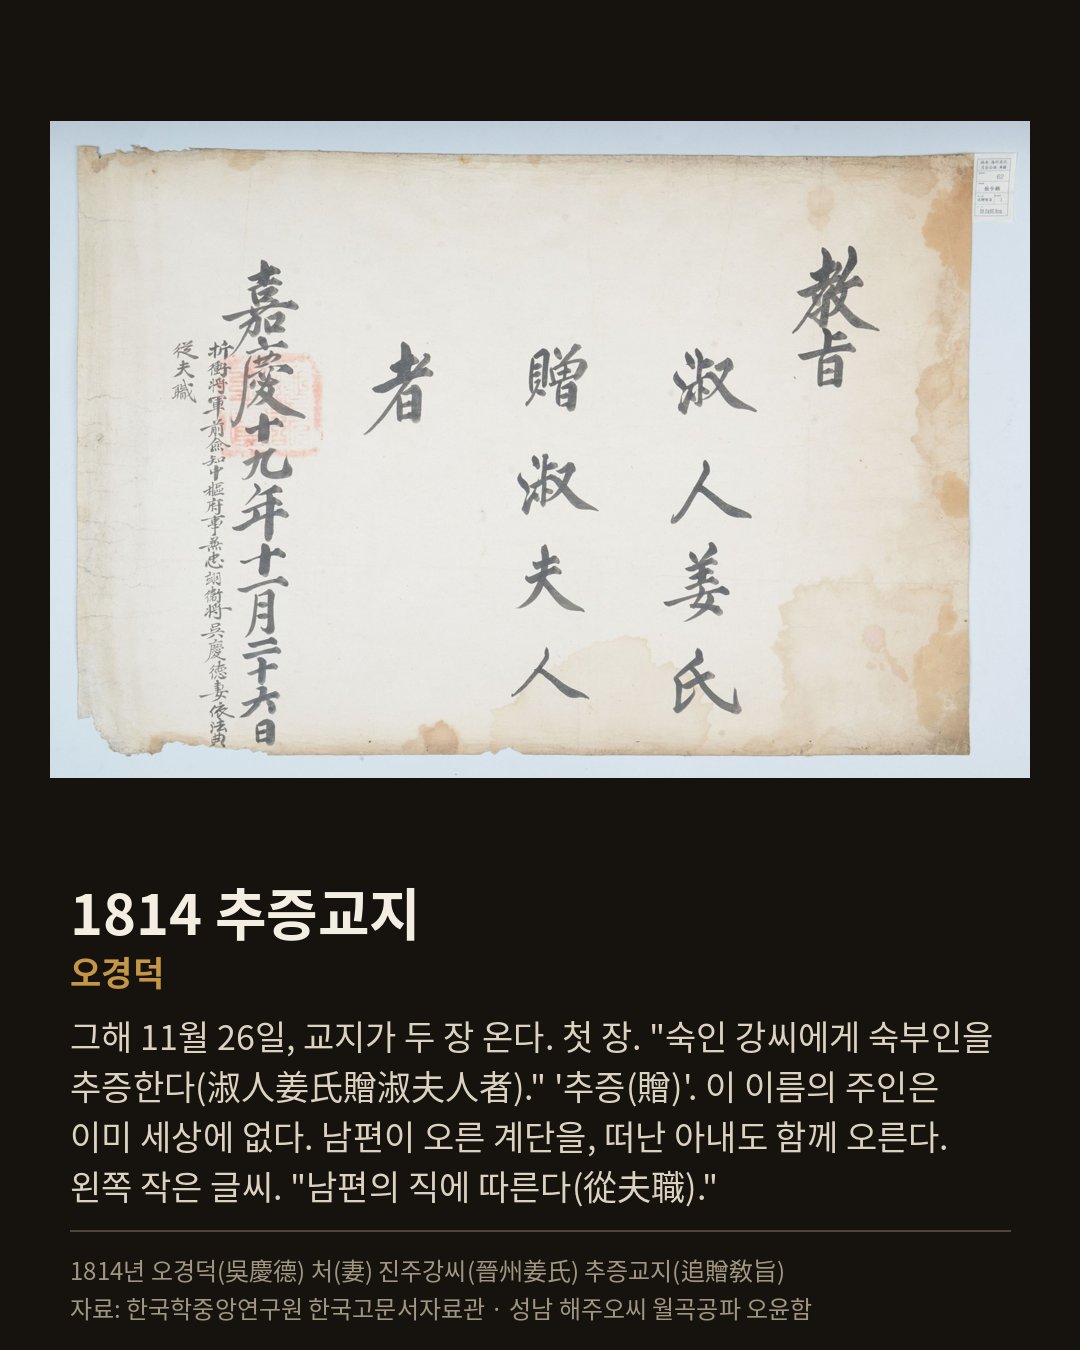 敎旨
淑人姜氏
贈淑夫人
者
嘉慶十九年十一月二十六日
折衝將軍前僉知中樞府事兼忠翊衛將吳慶德妻依法典
從夫職
1814 추증교지
오경덕
그해 11월 26일, 교지가 두 장 온다. 첫 장. "숙인 강씨에게 숙부인을
추증한다(淑人姜氏贈淑夫人者)." '추증(贈)'. 이 이름의 주인은
이미 세상에 없다. 남편이 오른 계단을, 떠난 아내도 함께 오른다.
왼쪽 작은 글씨. "남편의 직에 따른다(從夫職)."
1814년 오경덕(吳慶德) 처(妻) 진주강씨(晉州姜氏) 추증교지(追贈敎旨)
자료: 한국학중앙연구원 한국고문서자료관 · 성남 해주오씨 월곡공파 오윤함